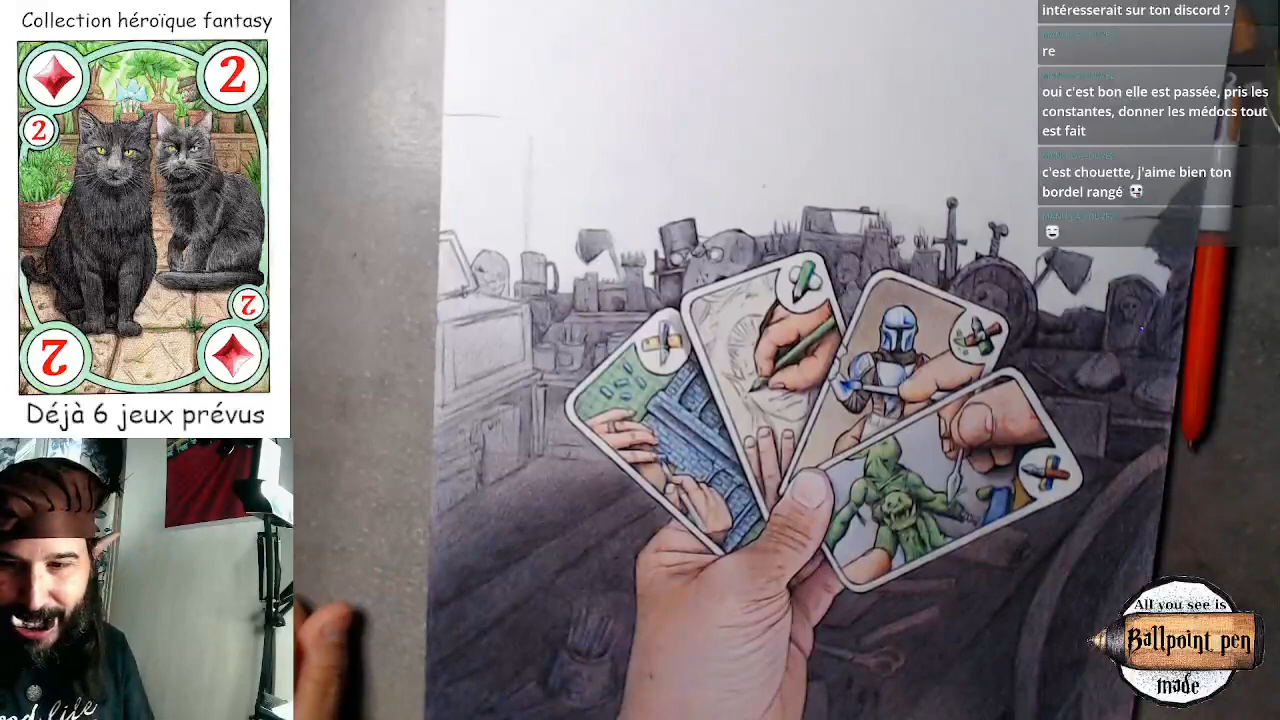 Collection héroïque fantasy
2
2
2
2
Déjà 6 jeux prévus
intéresserait sur ton discord ?
re
oui c'est bon elle est passée, pris les
constantes, donner les médocs tout
est fait
c'est chouette, j'aime bien ton
bordel rangé
All you see is
Ballpoint pen
made